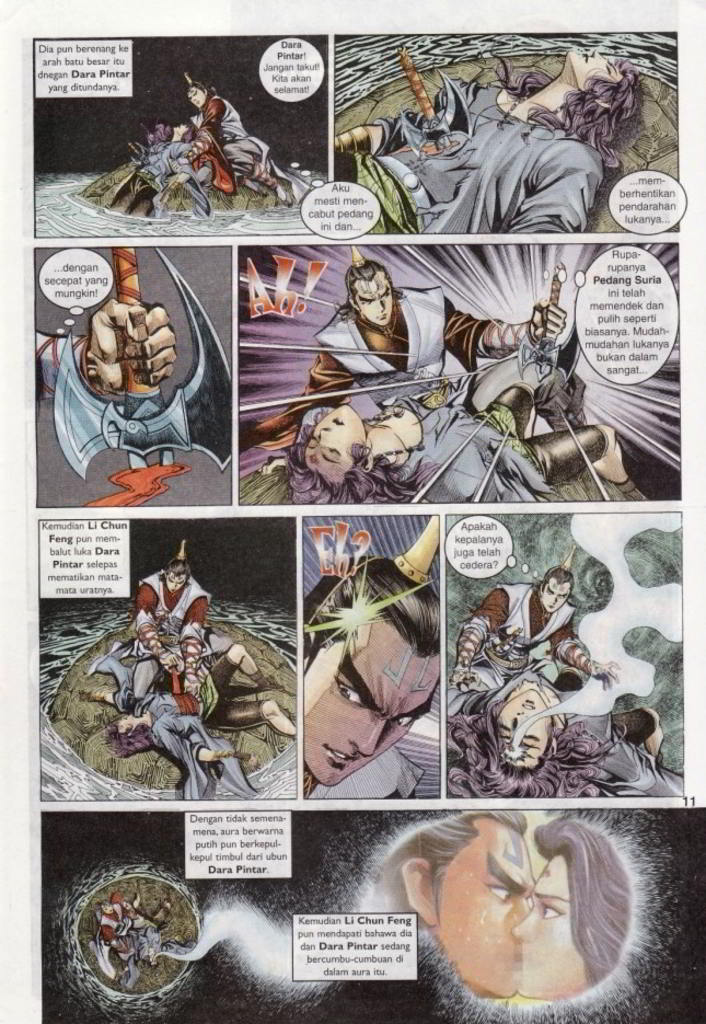 Dia pun berenang ke
arah batu besar itu
dnegan Dara Pintar
yang ditundanya.
Dara
Pintar!
Jangan takut!
Kita akan
selamat!
Aku
mesti men-
cabut pedang
ini dan...
...mem-
berhentikan
pendarahan
lukanya...
...dengan
secepat yang
mungkin!
AH!
Rupa-
rupanya
Pedang Suria
ini telah
memendek dan
pulih seperti
biasanya. Mudah-
mudahan lukanya
bukan dalam
sangat...
Kemudian Li Chun
Feng pun mem-
balut luka Dara
Pintar selepas
mematikan mata-
mata uratnya.
EH?
Apakah
kepalanya
juga telah
cedera?
11
Dengan tidak semena-
mena, aura berwarna
putih pun berkepul-
kepul timbul dari ubun
Dara Pintar.
Kemudian Li Chun Feng
pun mendapati bahawa dia
dan Dara Pintar sedang
bercumbu-cumbuan di
dalam aura itu.